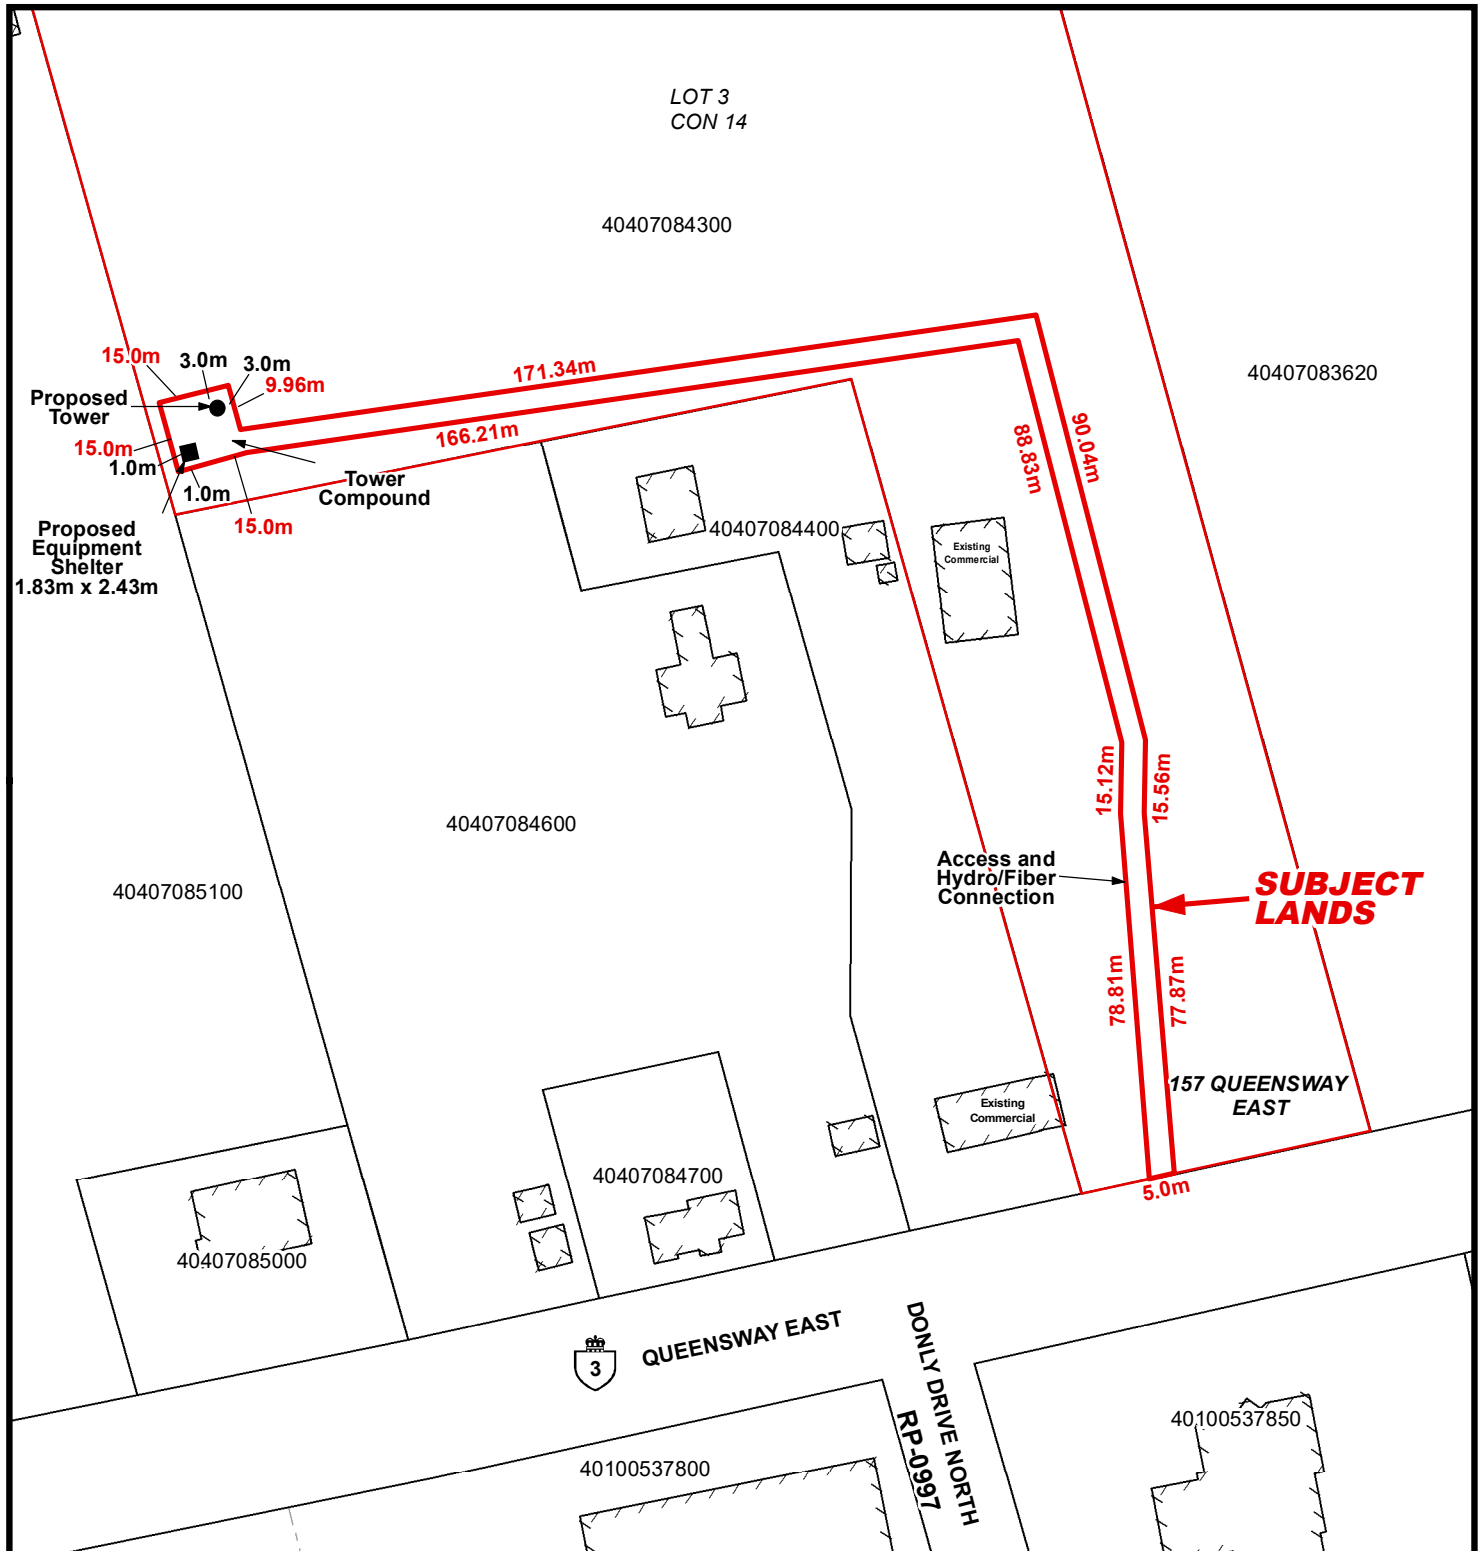 LOT 3
CON 14
40407084300
40407083620
15.0m
3.0m
3.0m
9.96m
171.34m
Proposed
Tower
15.0m
1.0m
1.0m
166.21m
Tower
Compound
15.0m
88.83m
90.04m
Proposed
Equipment
Shelter
1.83m x 2.43m
40407084400
Existing
Commercial
15.12m
15.56m
40407084600
40407085100
Access and
Hydro/Fiber
Connection
SUBJECT
LANDS
78.81m
77.87m
157 QUEENSWAY
EAST
Existing
Commercial
40407084700
5.0m
40407085000
3
QUEENSWAY EAST
DONLY DRIVE NORTH
RP-0997
40100537850
40100537800